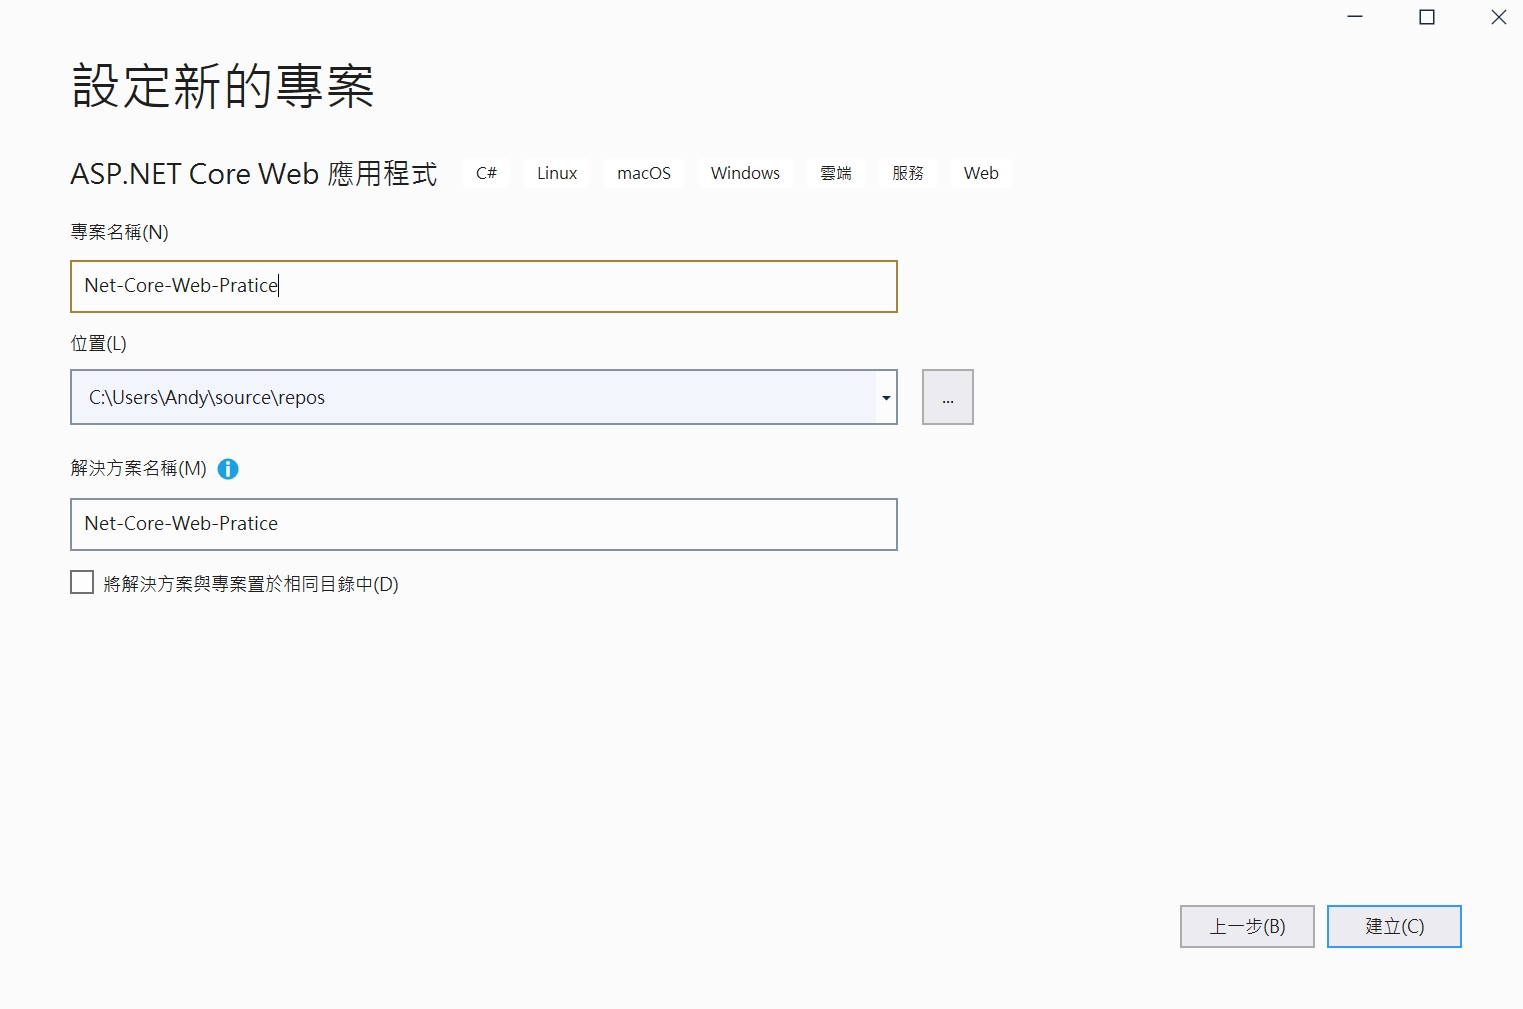 設定新的專案
ASP.NET Core Web 應用程式 C# Linux macOS Windows 雲端 服務 Web
專案名稱(N)
Net-Core-Web-Pratice
位置(L)
C:\Users\Andy\source\repos
...
解決方案名稱(M)
Net-Core-Web-Pratice
將解決方案與專案置於相同目錄中(D)
上一步(B) 建立(C)